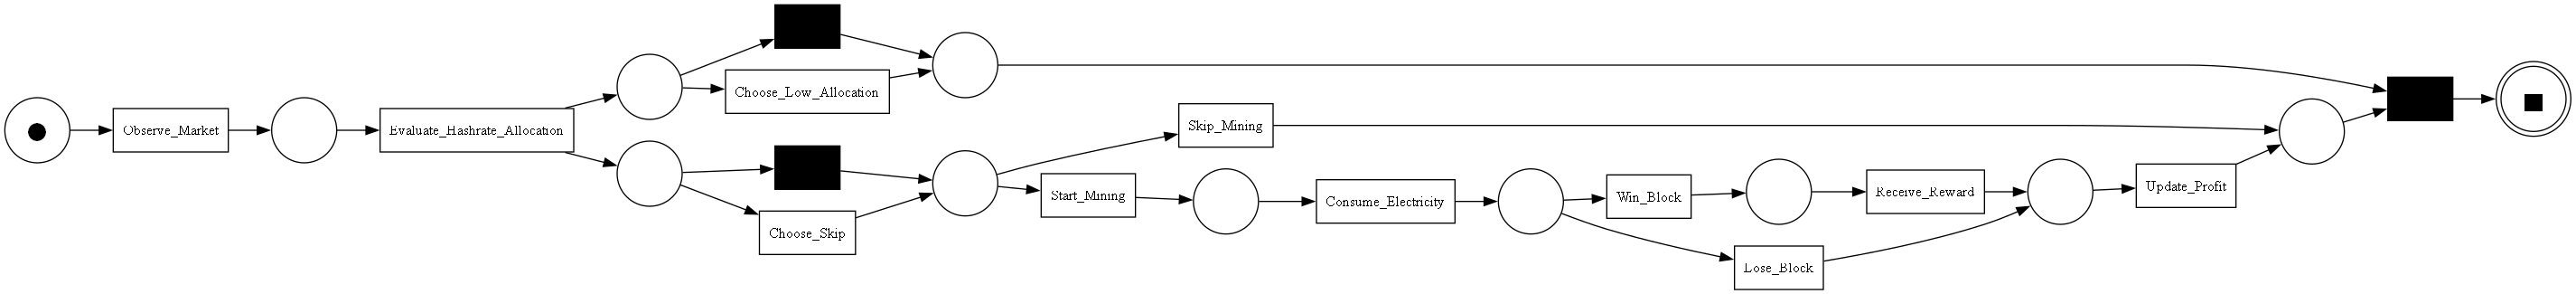 Observe_Market
Evaluate_Hashrate_Allocation
Choose_Low_Allocation
Choose_Skip
Skip_Mining
Start_Mining
Consume_Electricity
Win_Block
Lose_Block
Receive_Reward
Update_Profit